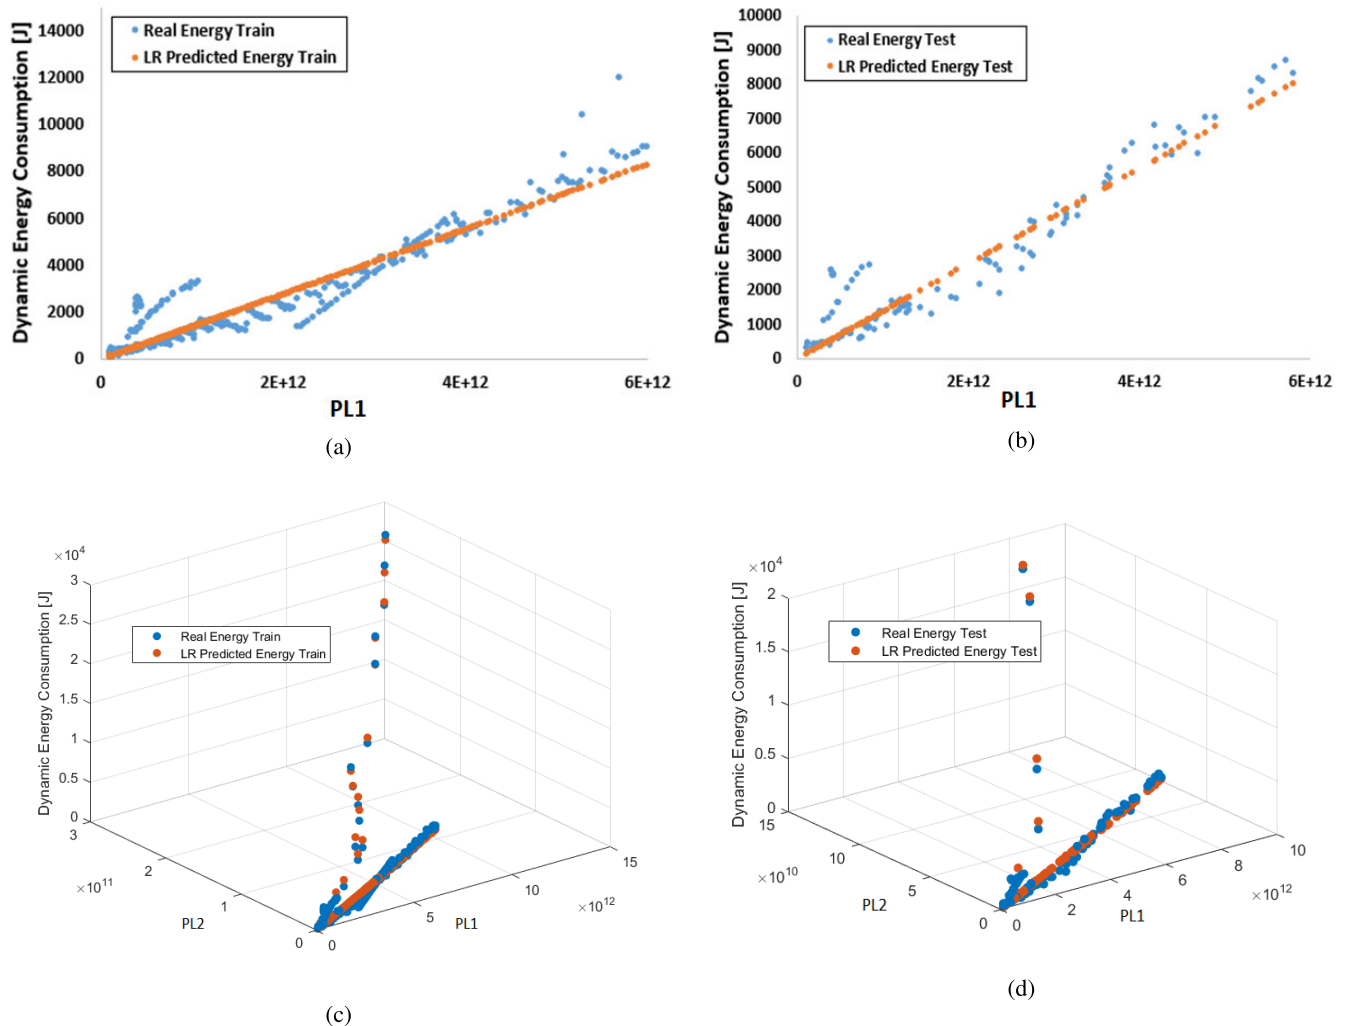 14000
12000
10000
8000
6000
4000
2000
0
Dynamic Energy Consumption [J]
Real Energy Train
LR Predicted Energy Train
0
2E+12
4E+12
6E+12
PL1
(a)
10000
9000
8000
7000
6000
5000
4000
3000
2000
1000
0
Dynamic Energy Consumption [J]
Real Energy Test
LR Predicted Energy Test
0
2E+12
4E+12
6E+12
PL1
(b)
×10⁴
3
2.5
2
1.5
1
0.5
0
Dynamic Energy Consumption [J]
Real Energy Train
LR Predicted Energy Train
3
2
1
0
×10¹¹
PL2
0
5
10
15
×10¹²
PL1
(c)
×10⁴
2
1.5
1
0.5
0
Dynamic Energy Consumption [J]
Real Energy Test
LR Predicted Energy Test
15
10
5
0
×10¹⁰
PL2
0
2
4
6
8
10
×10¹²
PL1
(d)